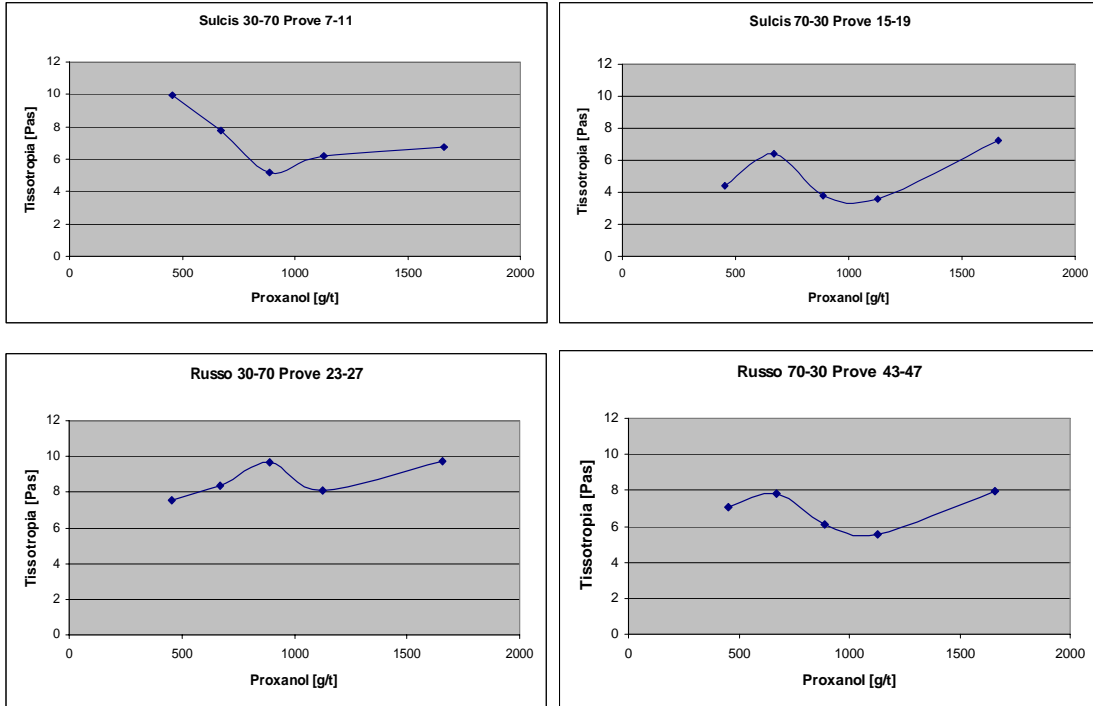 Sulcis 30-70 Prove 7-11
12
10
8
6
4
2
0
Tissotropia [Pas]
0 500 1000 1500 2000
Proxanol [g/t]
Sulcis 70-30 Prove 15-19
12
10
8
6
4
2
0
Tissotropia [Pas]
0 500 1000 1500 2000
Proxanol [g/t]
Russo 30-70 Prove 23-27
12
10
8
6
4
2
0
Tissotropia [Pas]
0 500 1000 1500 2000
Proxanol [g/t]
Russo 70-30 Prove 43-47
12
10
8
6
4
2
0
Tissotropia [Pas]
0 500 1000 1500 2000
Proxanol [g/t]